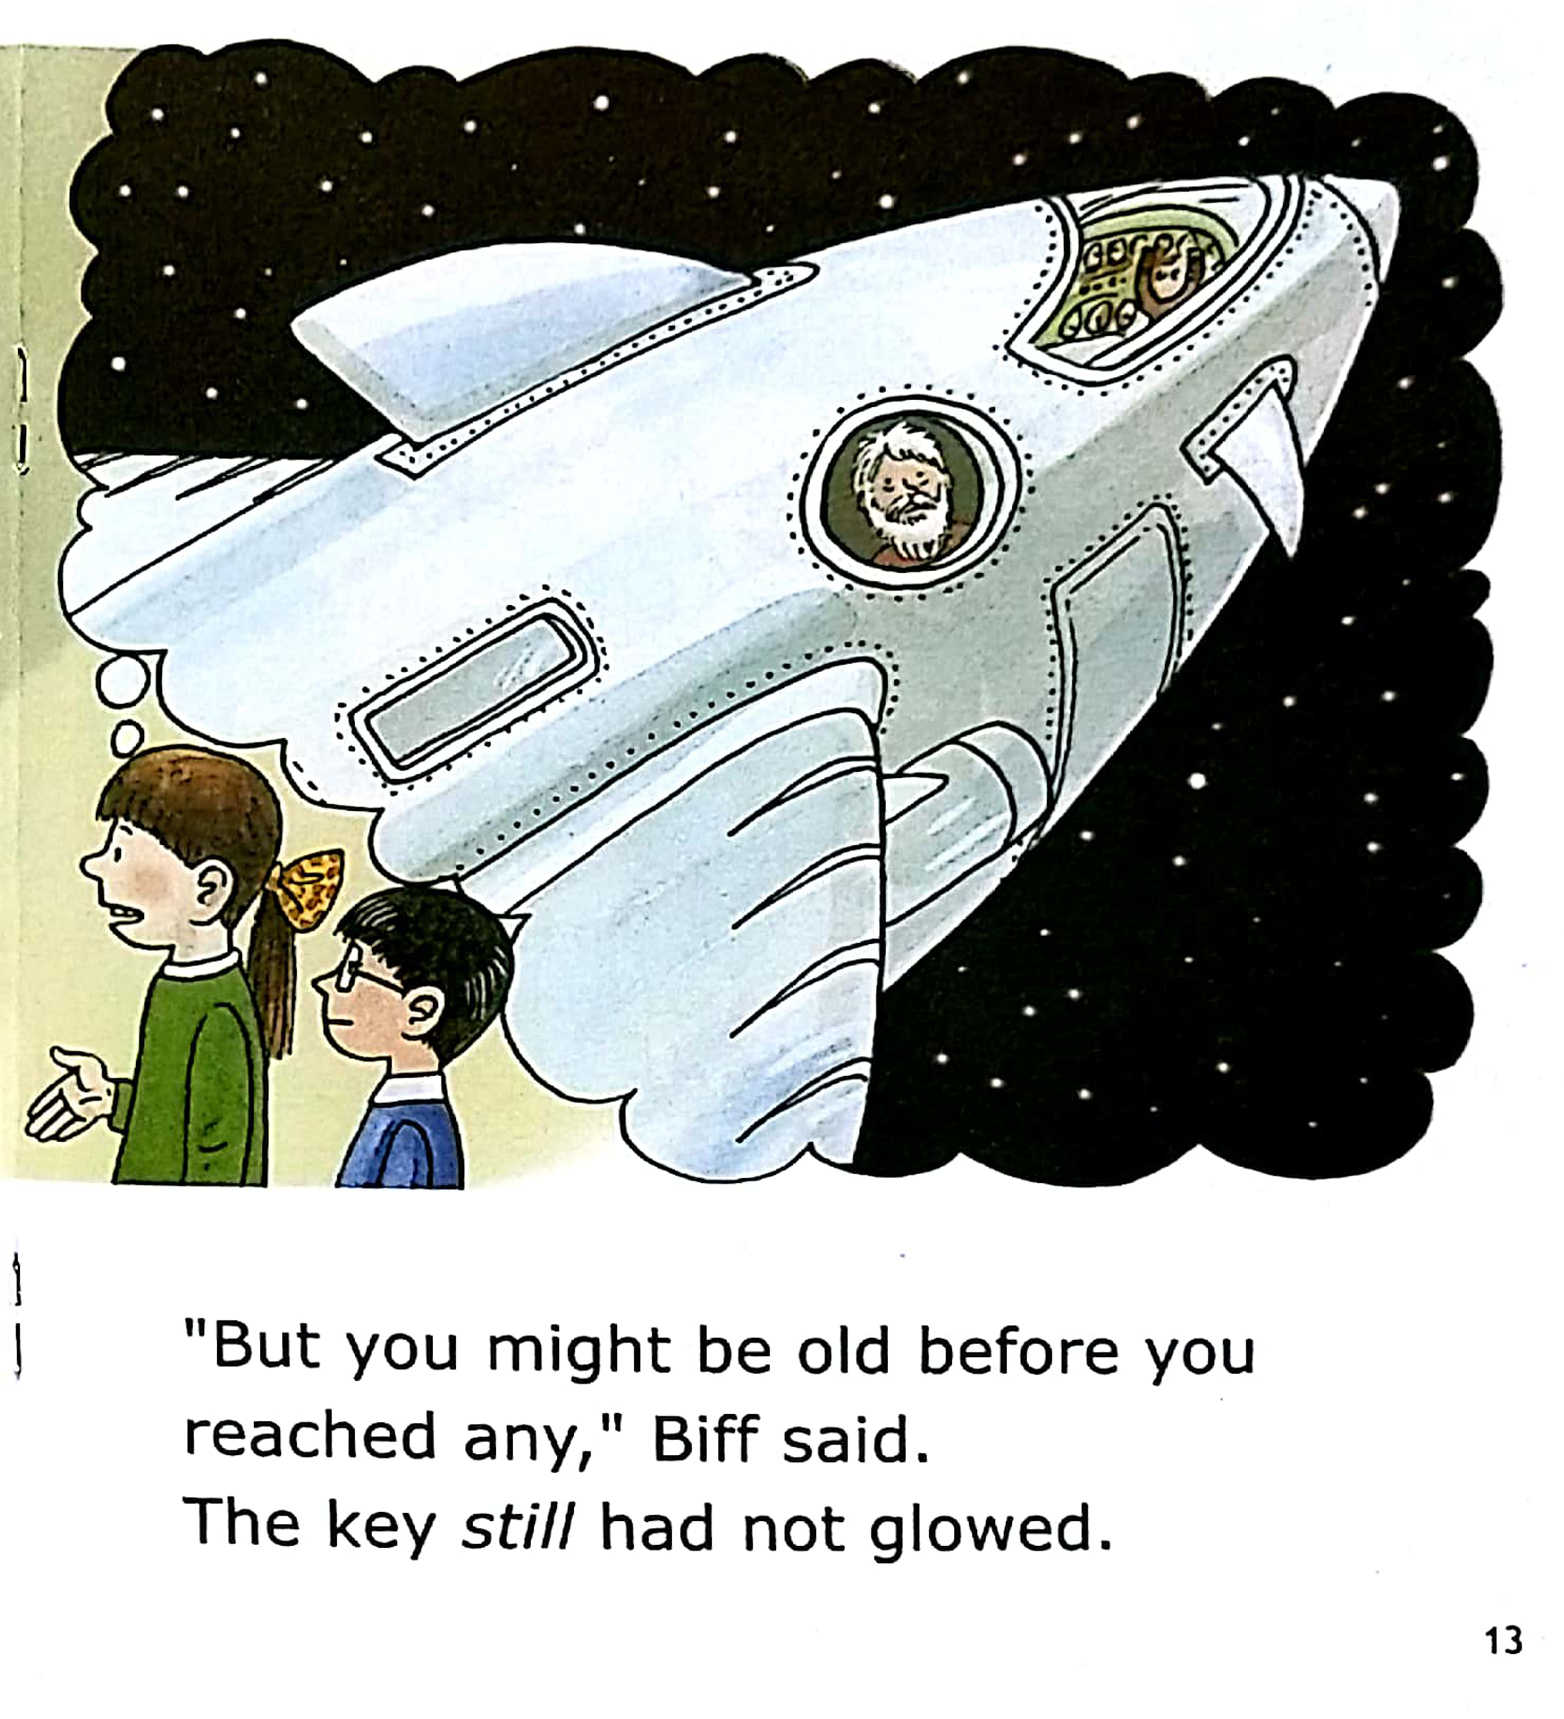 "But you might be old before you
reached any," Biff said.
The key still had not glowed.
13